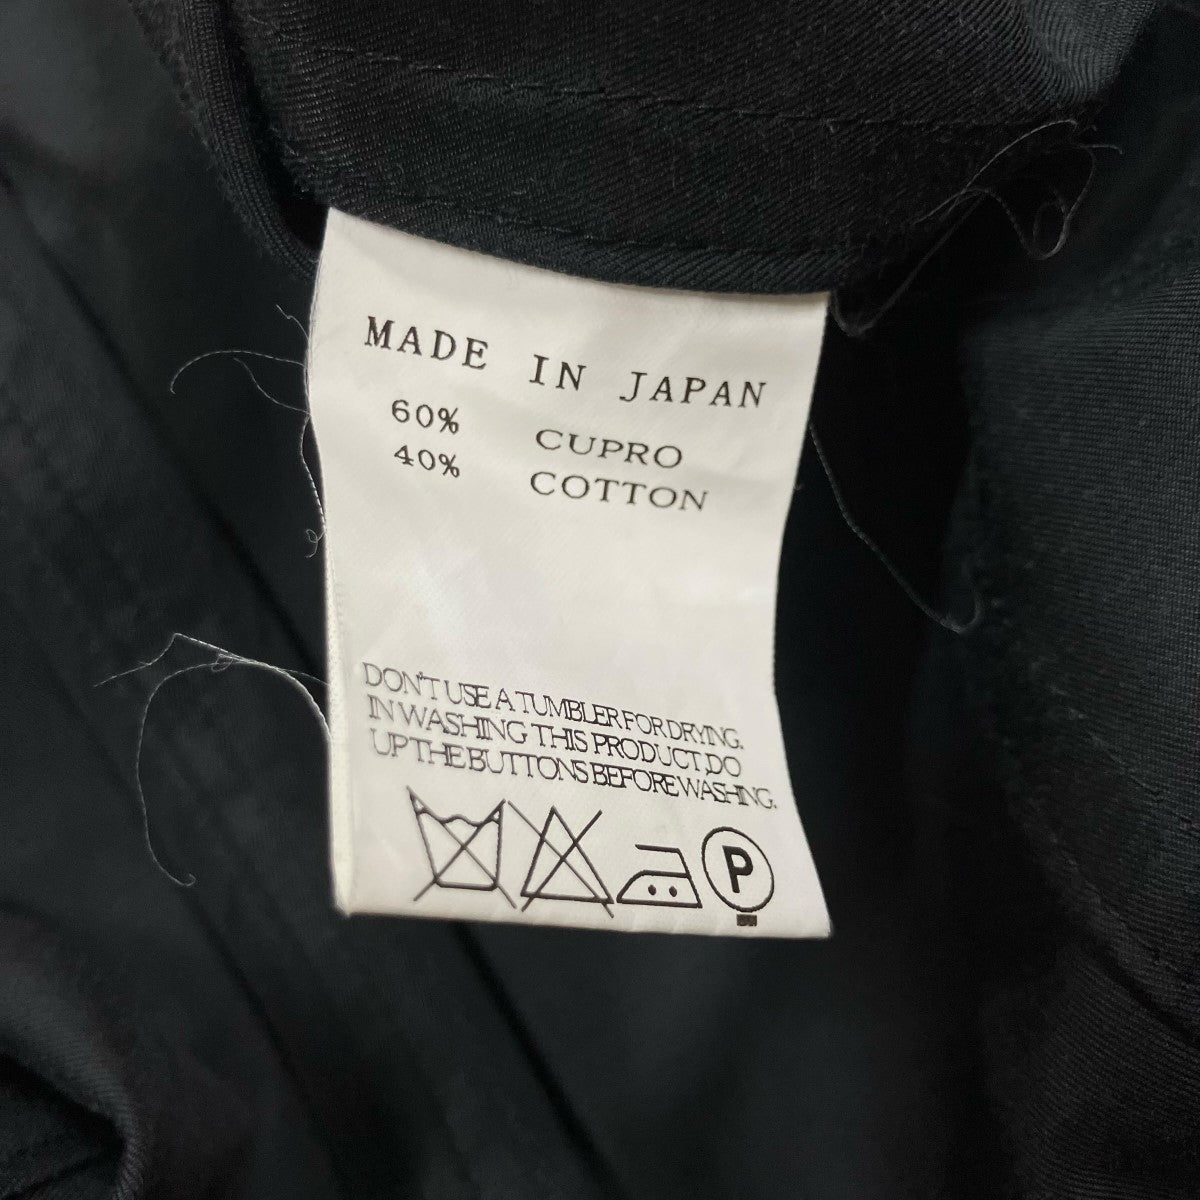 MADE IN JAPAN
60% CUPRO
40% COTTON
DON'T USE A TUMBLER FOR DRYING.
IN WASHING THIS PRODUCT,DO
UP THE BUTTONS BEFORE WASHING.
P